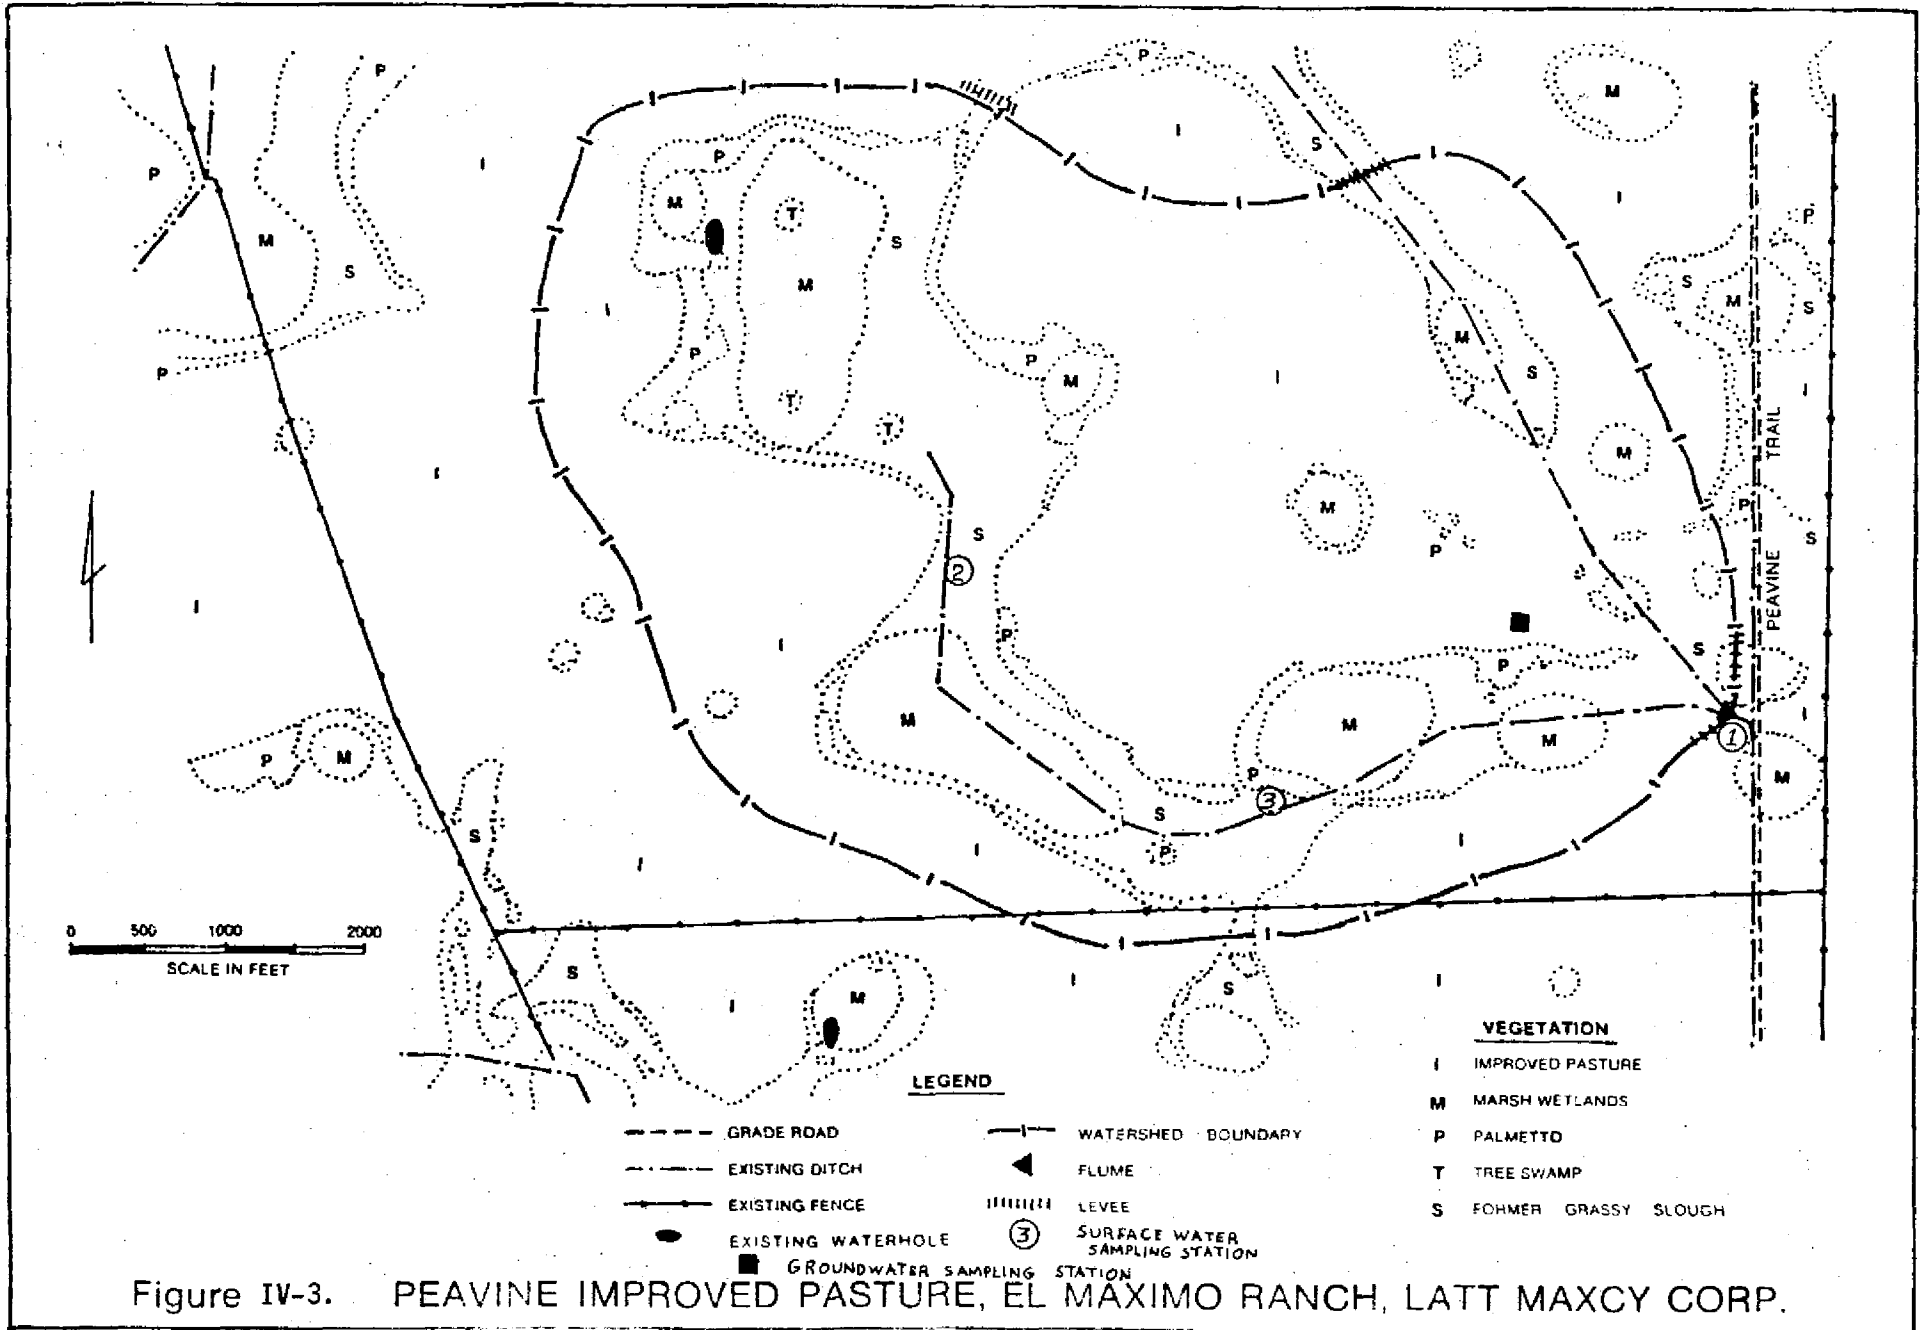 P
P
M
S
P
I
I
I
P
M
P
M
T
M
S
P
T
T
P
M
I
I
S
M
I
M
S
I
P
S
M
S
I
M
M
P
P
S
I
PEAVINE TRAIL
S
2
P
I
M
M
P
S
M
1
I
M
P
3
S
P
I
I
I
P
M
S
0 500 1000 2000
SCALE IN FEET
S
I
M
I
S
I
VEGETATION
I IMPROVED PASTURE
M MARSH WETLANDS
P PALMETTO
T TREE SWAMP
S FOHMER GRASSY SLOUGH
LEGEND
GRADE ROAD
EXISTING DITCH
EXISTING FENCE
EXISTING WATERHOLE
GROUNDWATER SAMPLING STATION
WATERSHED BOUNDARY
FLUME
LEVEE
3 SURFACE WATER
SAMPLING STATION
Figure IV-3. PEAVINE IMPROVED PASTURE, EL MAXIMO RANCH, LATT MAXCY CORP.